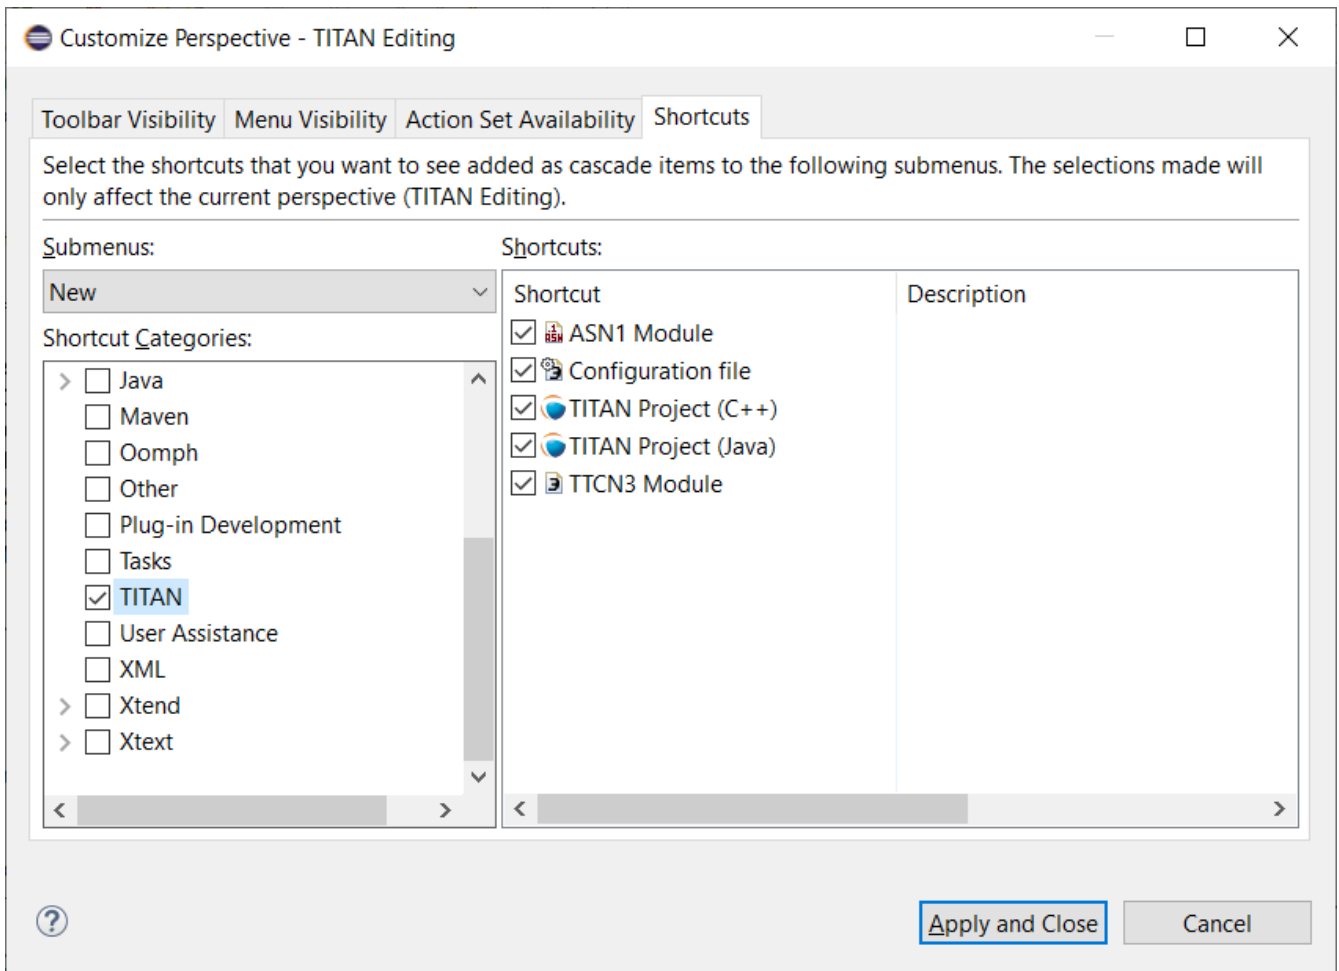 Customize Perspective - TITAN Editing
Toolbar Visibility Menu Visibility Action Set Availability Shortcuts
Select the shortcuts that you want to see added as cascade items to the following submenus. The selections made will
only affect the current perspective (TITAN Editing).
Submenus:
New
Shortcut Categories:
Java
Maven
Oomph
Other
Plug-in Development
Tasks
TITAN
User Assistance
XML
Xtend
Xtext
Shortcuts:
Shortcut Description
ASN1 Module
Configuration file
TITAN Project (C++)
TITAN Project (Java)
TTCN3 Module
Apply and Close Cancel